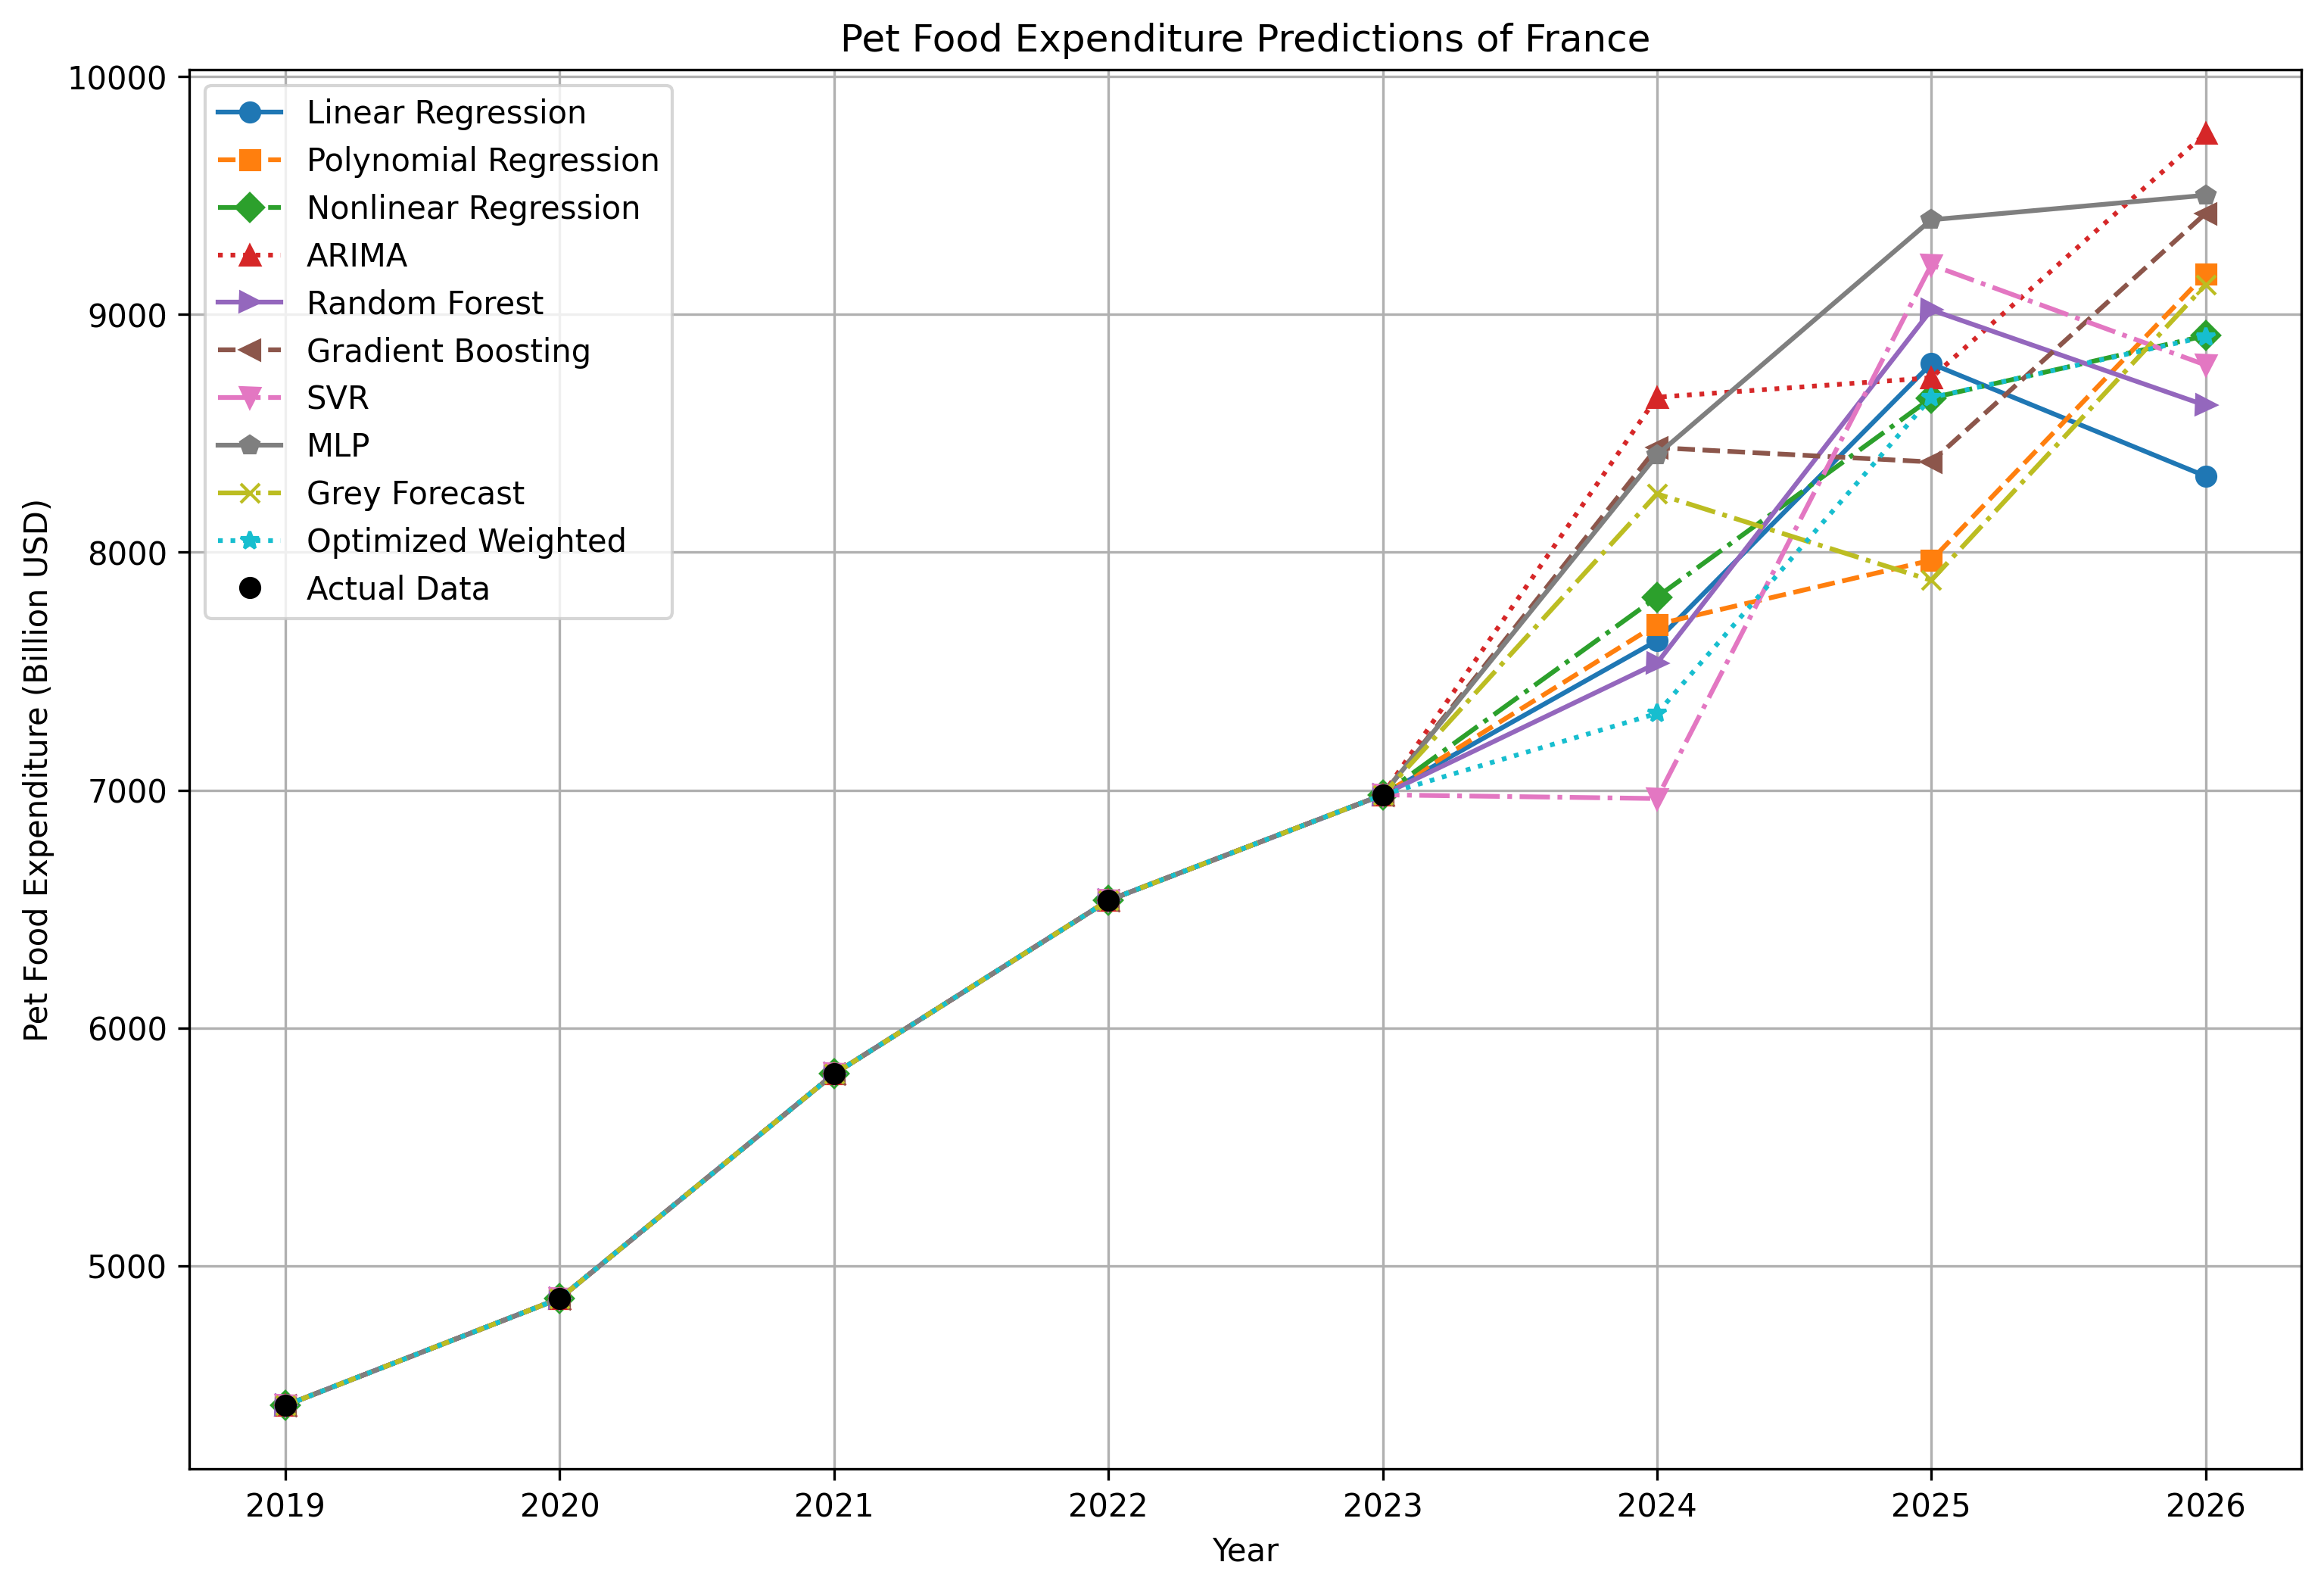 Pet Food Expenditure Predictions of France
10000
9000
8000
7000
6000
5000
Pet Food Expenditure (Billion USD)
Linear Regression
Polynomial Regression
Nonlinear Regression
ARIMA
Random Forest
Gradient Boosting
SVR
MLP
Grey Forecast
Optimized Weighted
Actual Data
2019
2020
2021
2022
2023
2024
2025
2026
Year